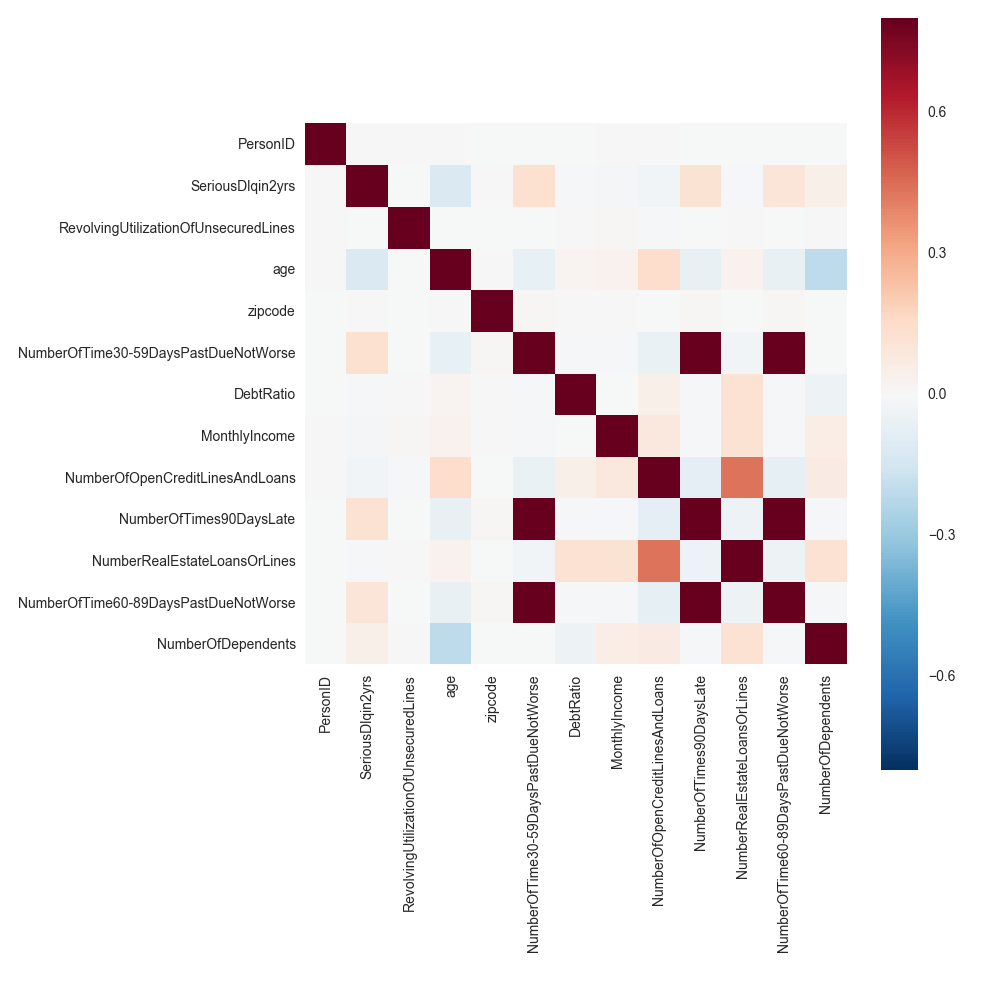 0.6
PersonID
SeriousDlqin2yrs
RevolvingUtilizationOfUnsecuredLines
0.3
age
zipcode
NumberOfTime30-59DaysPastDueNotWorse
DebtRatio
0.0
MonthlyIncome
NumberOfOpenCreditLinesAndLoans
NumberOfTimes90DaysLate
−0.3
NumberRealEstateLoansOrLines
NumberOfTime60-89DaysPastDueNotWorse
NumberOfDependents
−0.6
PersonID
SeriousDlqin2yrs
RevolvingUtilizationOfUnsecuredLines
age
zipcode
NumberOfTime30-59DaysPastDueNotWorse
DebtRatio
MonthlyIncome
NumberOfOpenCreditLinesAndLoans
NumberOfTimes90DaysLate
NumberRealEstateLoansOrLines
NumberOfTime60-89DaysPastDueNotWorse
NumberOfDependents